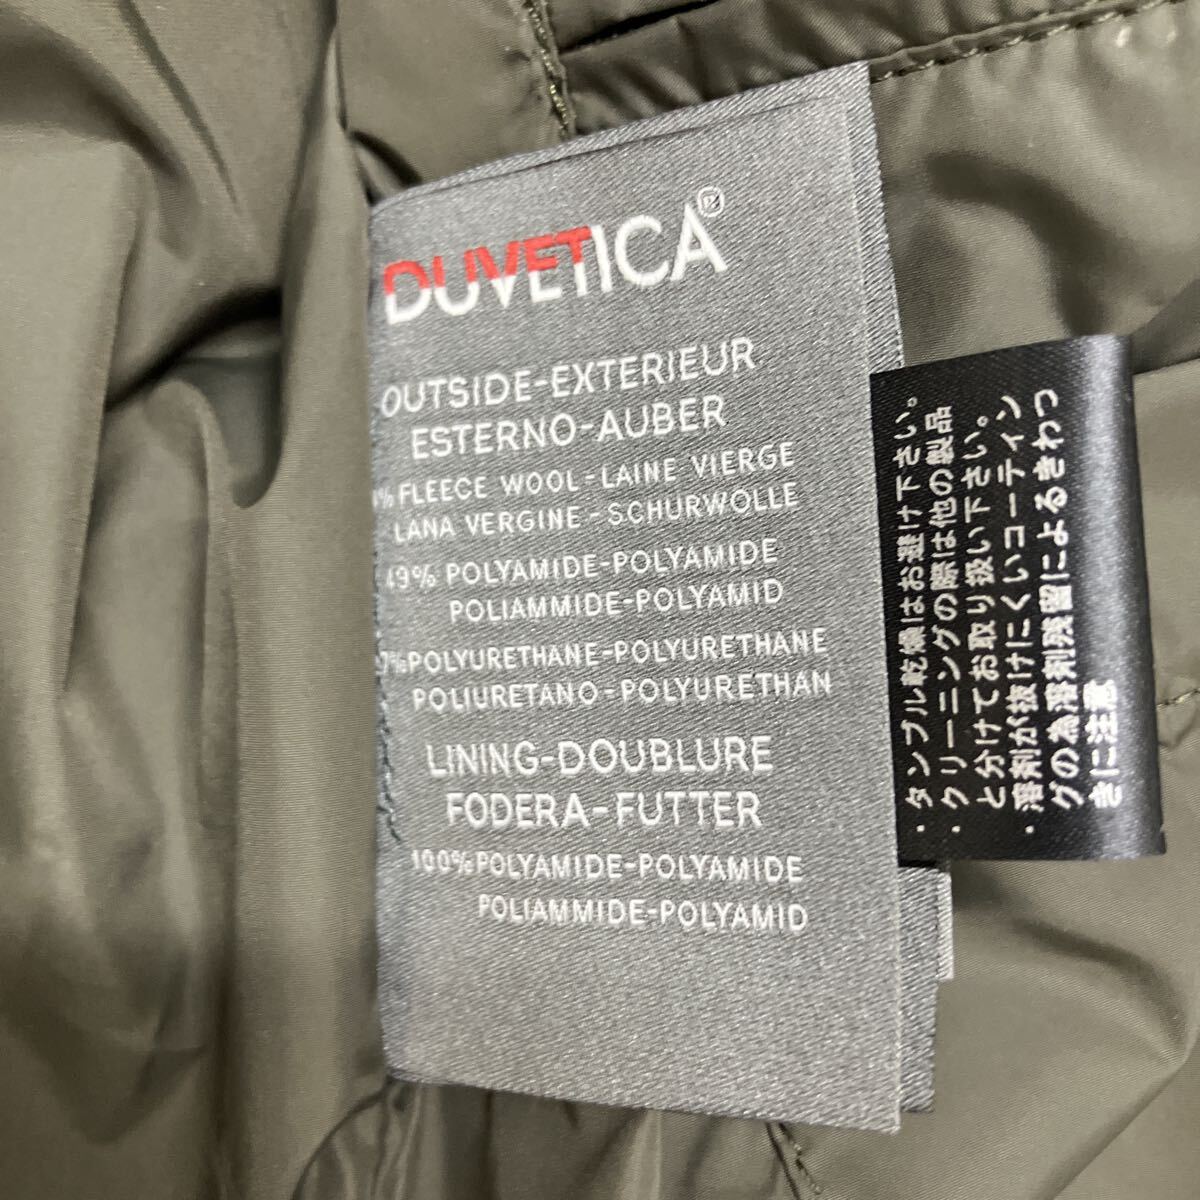 DUVETICA®
OUTSIDE-EXTERIEUR
ESTERNO-AUBER
% FLEECE WOOL-LAINE VIERGE
LANA VERGINE-SCHURWOLLE
49% POLYAMIDE-POLYAMIDE
POLIAMMIDE-POLYAMID
7% POLYURETHANE-POLYURETHANE
POLIURETANO-POLYURETHAN
LINING-DOUBLURE
FODERA-FUTTER
100% POLYAMIDE-POLYAMIDE
POLIAMMIDE-POLYAMID
・タンブル乾燥はお避け下さい。
・クリーニングの際は他の製品
と分けてお取り扱い下さい。
・溶剤が抜けにくいコーティン
グの為溶剤残留によるきわつ
きに注意